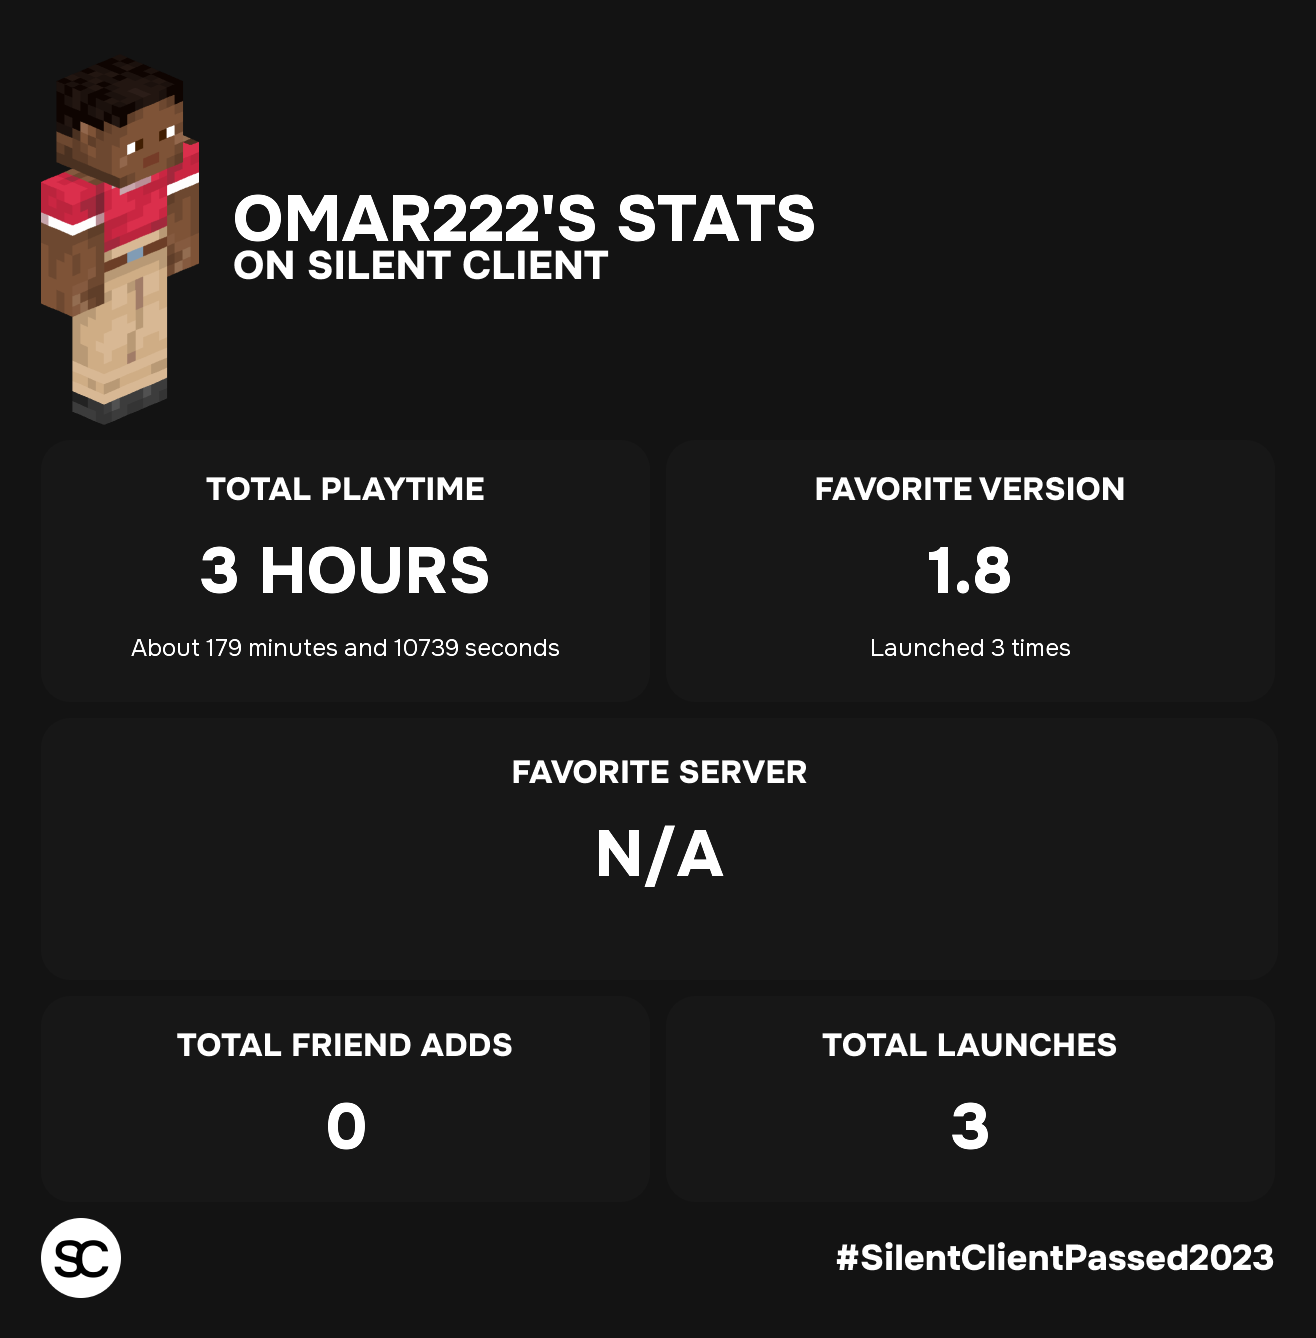 OMAR222'S STATS
ON SILENT CLIENT
TOTAL PLAYTIME
3 HOURS
About 179 minutes and 10739 seconds
FAVORITE VERSION
1.8
Launched 3 times
FAVORITE SERVER
N/A
TOTAL FRIEND ADDS
0
TOTAL LAUNCHES
3
SC
#SilentClientPassed2023